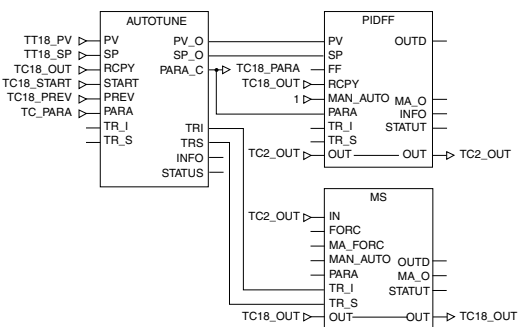 AUTOTUNE
TT18_PV PV PV_O
TT18_SP SP SP_O
TC18_OUT RCPY PARA_C
TC18_START START
TC18_PREV PREV
TC_PARA PARA
TR_I TRI
TR_S TRS
INFO
STATUS
PIDFF
PV OUTD
SP
TC18_PARA FF
TC18_OUT RCPY
1 MAN_AUTO MA_O
PARA INFO
TR_I STATUT
TR_S
TC2_OUT OUT OUT TC2_OUT
MS
TC2_OUT IN
FORC
MA_FORC
MAN_AUTO OUTD
PARA MA_O
TR_I STATUT
TR_S
TC18_OUT OUT OUT TC18_OUT